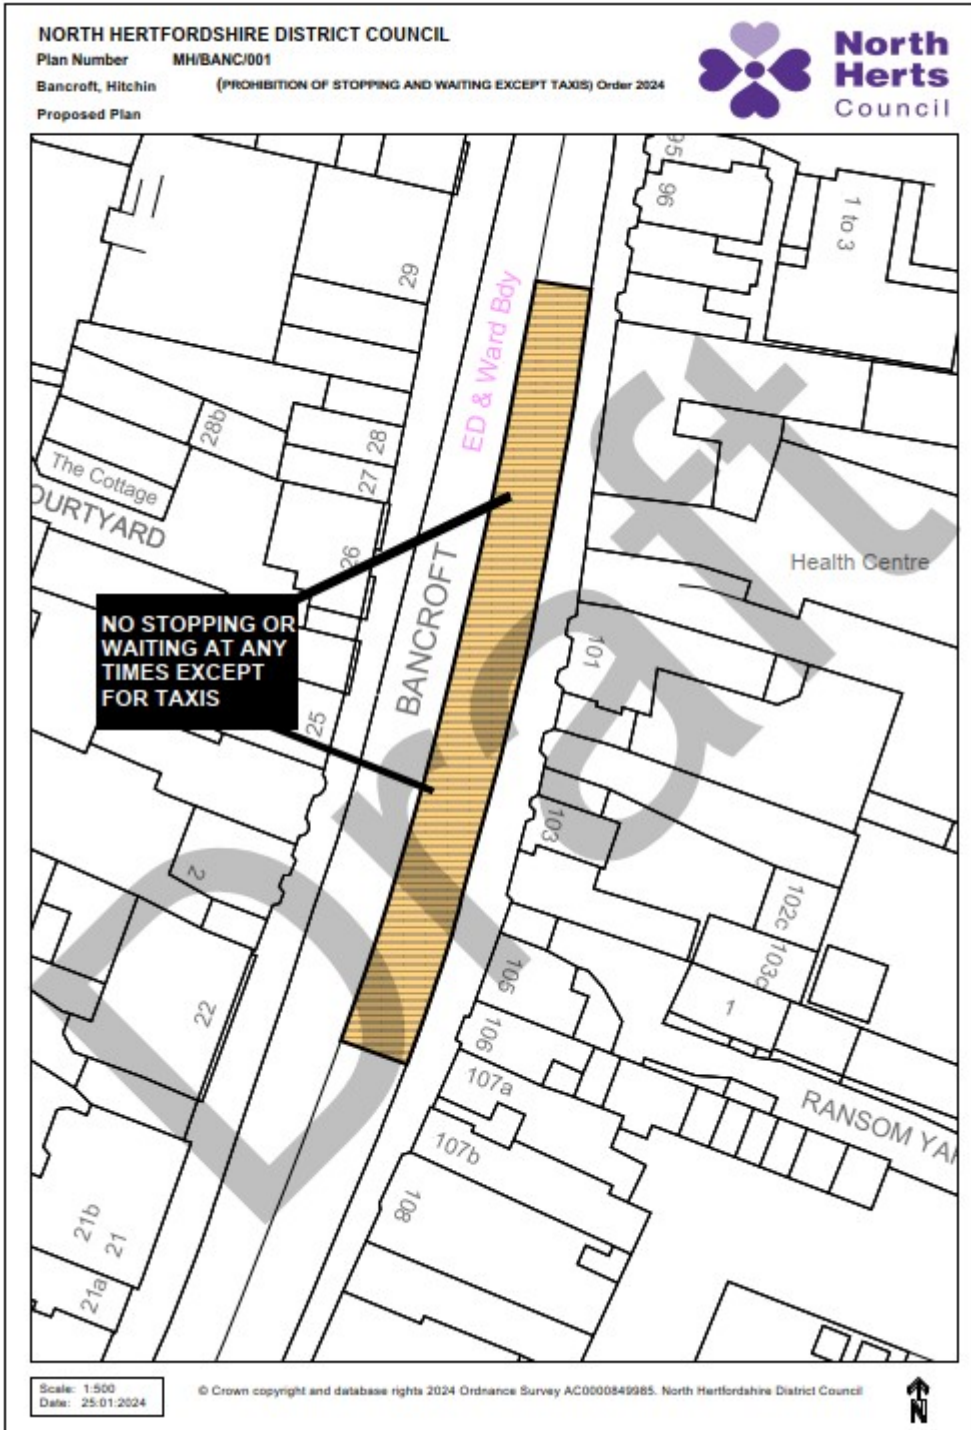 NORTH HERTFORDSHIRE DISTRICT COUNCIL
Plan Number MH/BANC/001
Bancroft, Hitchin (PROHIBITION OF STOPPING AND WAITING EXCEPT TAXIS) Order 2024
Proposed Plan
North
Herts
Council
95
96
1 to 3
29
ED & Ward Bdy
28b
28
27
The Cottage
OURTYARD
26
BANCROFT
Health Centre
NO STOPPING OR
WAITING AT ANY
TIMES EXCEPT
FOR TAXIS
101
25
103
2
102c
103c
105
1
22
106
107a
RANSOM YA
107b
108
21b
21
21a
Draft
Scale: 1:500
Date: 25:01:2024
© Crown copyright and database rights 2024 Ordnance Survey AC0000849985. North Hertfordshire District Council
N